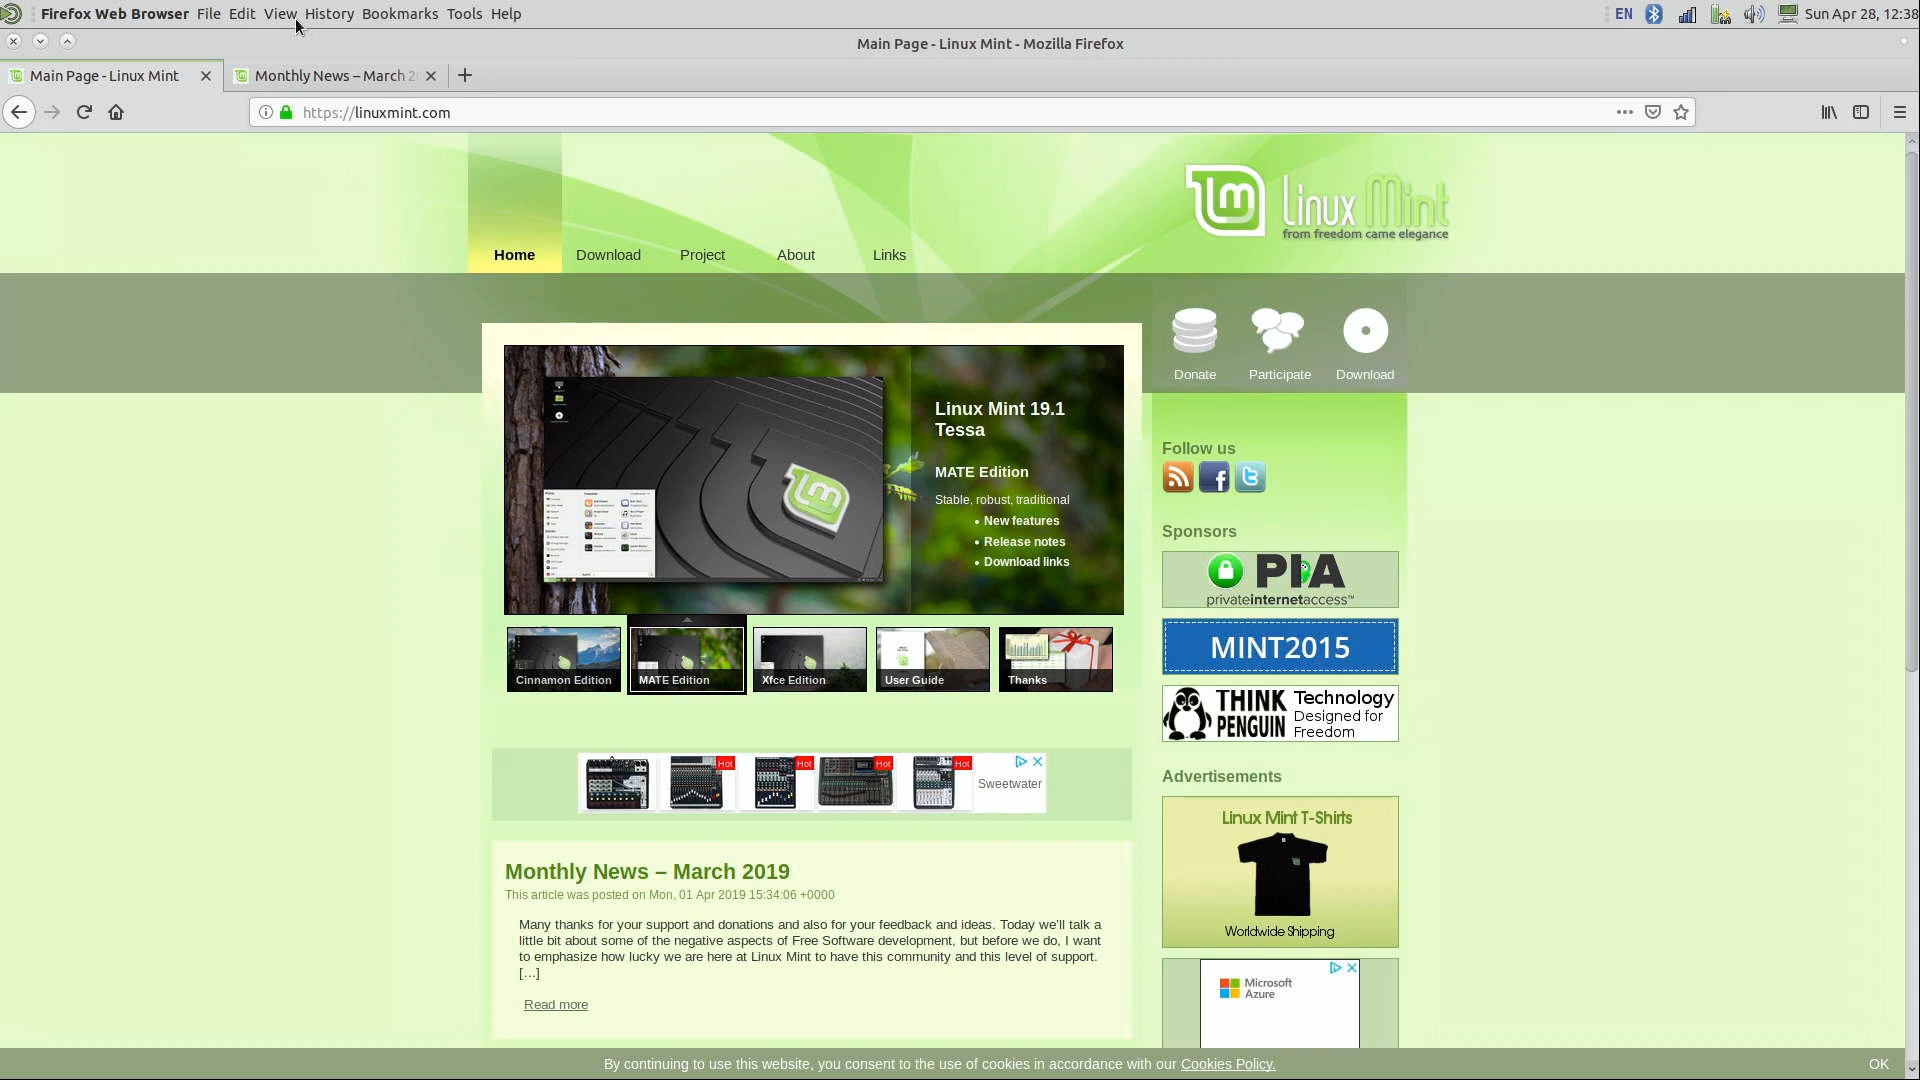 Firefox Web Browser File Edit View History Bookmarks Tools Help
EN
Sun Apr 28, 12:38
Main Page - Linux Mint - Mozilla Firefox
Main Page - Linux Mint
Monthly News – March 2
https://linuxmint.com
Linux Mint
from freedom came elegance
Home
Download
Project
About
Links
Donate
Participate
Download
Linux Mint 19.1
Tessa
MATE Edition
Stable, robust, traditional
• New features
• Release notes
• Download links
Cinnamon Edition
MATE Edition
Xfce Edition
User Guide
Thanks
Hot
Hot
Hot
Hot
Sweetwater
Monthly News – March 2019
This article was posted on Mon, 01 Apr 2019 15:34:06 +0000
Many thanks for your support and donations and also for your feedback and ideas. Today we’ll talk a
little bit about some of the negative aspects of Free Software development, but before we do, I want
to emphasize how lucky we are here at Linux Mint to have this community and this level of support.
[…]
Read more
Follow us
Sponsors
PIA
privateinternetaccess™
MINT2015
THINK
PENGUIN
Technology
Designed for
Freedom
Advertisements
Linux Mint T-Shirts
Worldwide Shipping
Microsoft
Azure
By continuing to use this website, you consent to the use of cookies in accordance with our Cookies Policy.
OK